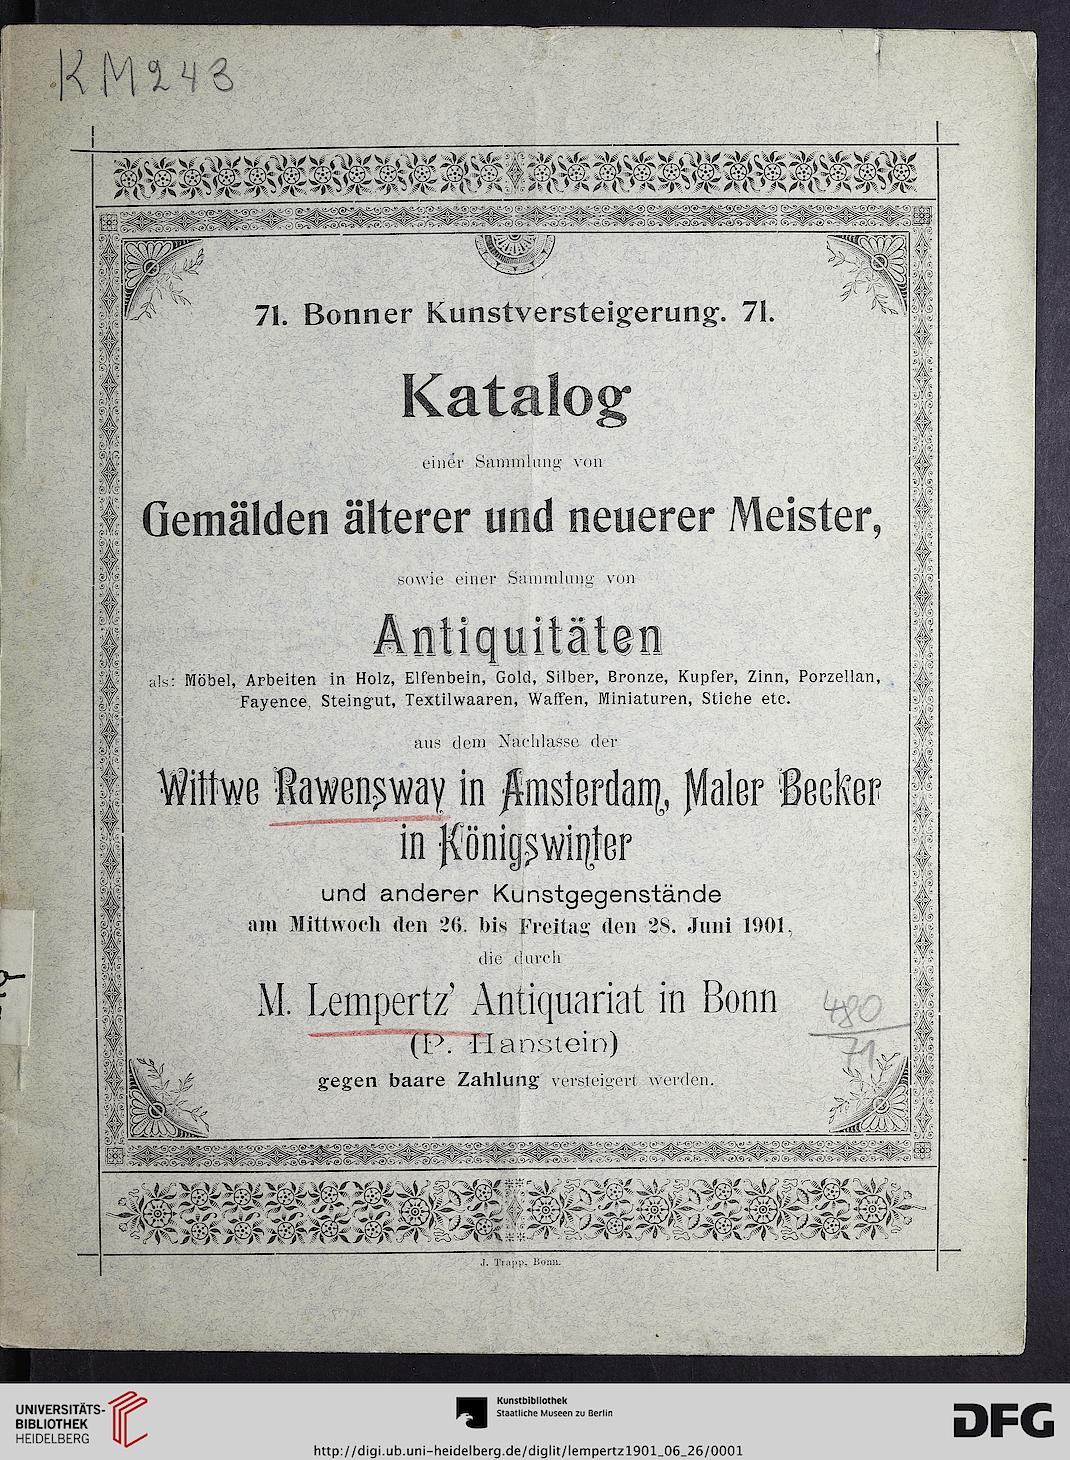 KM243
71. Bonner Kunstversteigerung. 71.
Katalog
einer Sammlung von
Gemälden älterer und neuerer Meister,
sowie einer Sammlung von
Antiquitäten
als: Möbel, Arbeiten in Holz, Elfenbein, Gold, Silber, Bronze, Kupfer, Zinn, Porzellan,
Fayence, Steingut, Textilwaaren, Waffen, Miniaturen, Stiche etc.
aus dem Nachlasse der
Wittwe Rawensway in Amsterdam, Maler Becker
in Königswinter
und anderer Kunstgegenstände
am Mittwoch den 26. bis Freitag den 28. Juni 1901,
die durch
M. Lempertz' Antiquariat in Bonn
480
71
(P. Hanstein)
gegen baare Zahlung versteigert werden.
J. Trapp, Bonn.
UNIVERSITÄTS-
BIBLIOTHEK
HEIDELBERG
Kunstbibliothek
Staatliche Museen zu Berlin
DFG
http://digi.ub.uni-heidelberg.de/diglit/lempertz1901_06_26/0001